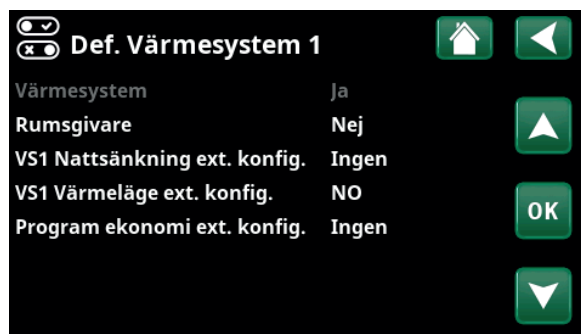 Def. Värmesystem 1
Värmesystem Ja
Rumsgivare Nej
VS1 Nattsänkning ext. konfig. Ingen
VS1 Värmeläge ext. konfig. NO
OK
Program ekonomi ext. konfig. Ingen